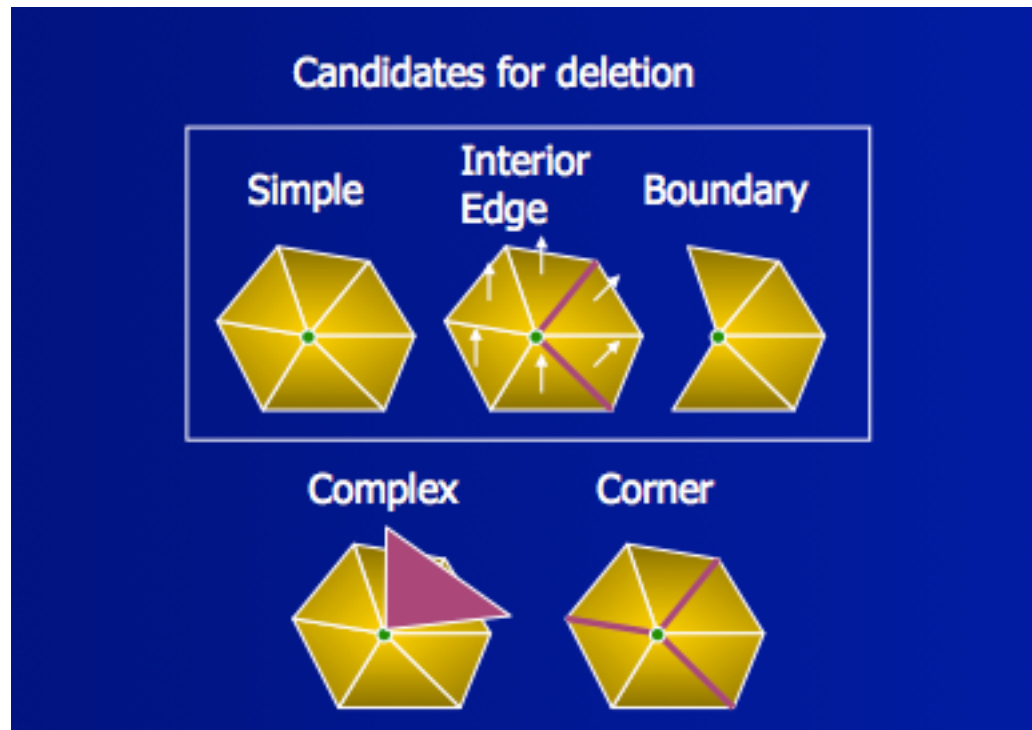 Candidates for deletion
Simple
Interior
Edge
Boundary
Complex
Corner